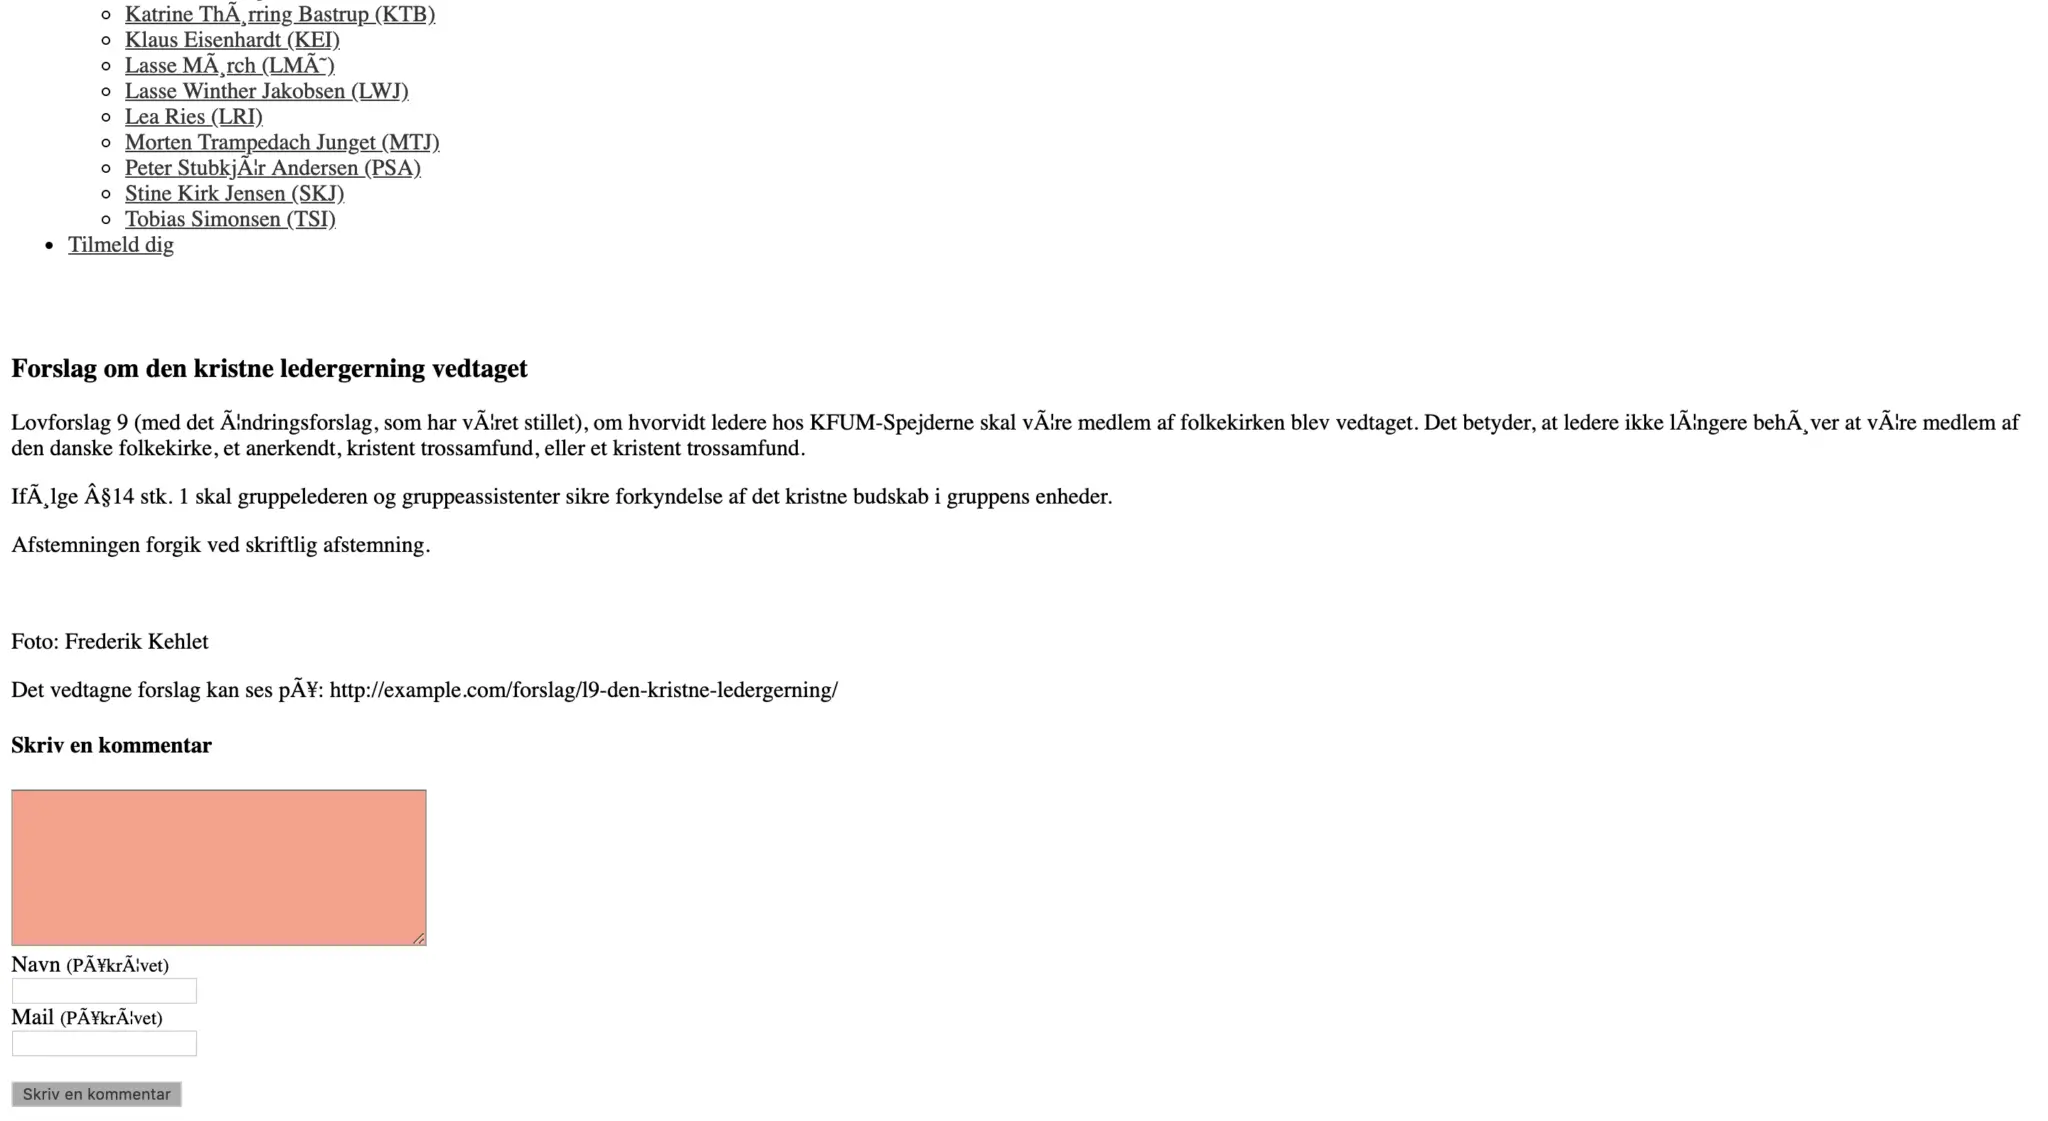 Katrine ThÃ¸rring Bastrup (KTB)
Klaus Eisenhardt (KEI)
Lasse MÃ¸rch (LMÃ˜)
Lasse Winther Jakobsen (LWJ)
Lea Ries (LRI)
Morten Trampedach Junget (MTJ)
Peter StubkjÃ¦r Andersen (PSA)
Stine Kirk Jensen (SKJ)
Tobias Simonsen (TSI)
Tilmeld dig
Forslag om den kristne ledergerning vedtaget
Lovforslag 9 (med det Ã¦ndringsforslag, som har vÃ¦ret stillet), om hvorvidt ledere hos KFUM-Spejderne skal vÃ¦re medlem af folkekirken blev vedtaget. Det betyder, at ledere ikke lÃ¦ngere behÃ¸ver at vÃ¦re medlem af
den danske folkekirke, et anerkendt, kristent trossamfund, eller et kristent trossamfund.
IfÃ¸lge Â§14 stk. 1 skal gruppelederen og gruppeassistenter sikre forkyndelse af det kristne budskab i gruppens enheder.
Afstemningen forgik ved skriftlig afstemning.
Foto: Frederik Kehlet
Det vedtagne forslag kan ses pÃ¥: http://example.com/forslag/l9-den-kristne-ledergerning/
Skriv en kommentar
Navn (PÃ¥krÃ¦vet)
Mail (PÃ¥krÃ¦vet)
Skriv en kommentar